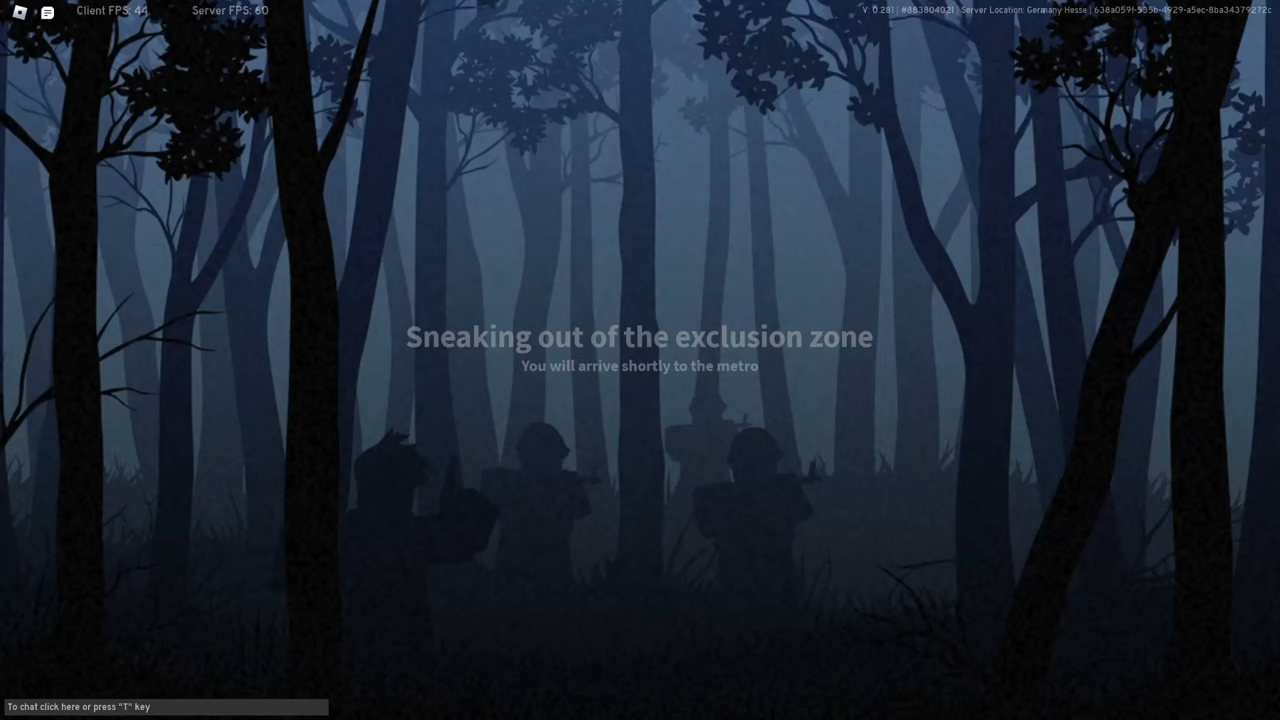 Client FPS: 44 Server FPS: 60
Sneaking out of the exclusion zone
You will arrive shortly to the metro
To chat click here or press "T" key